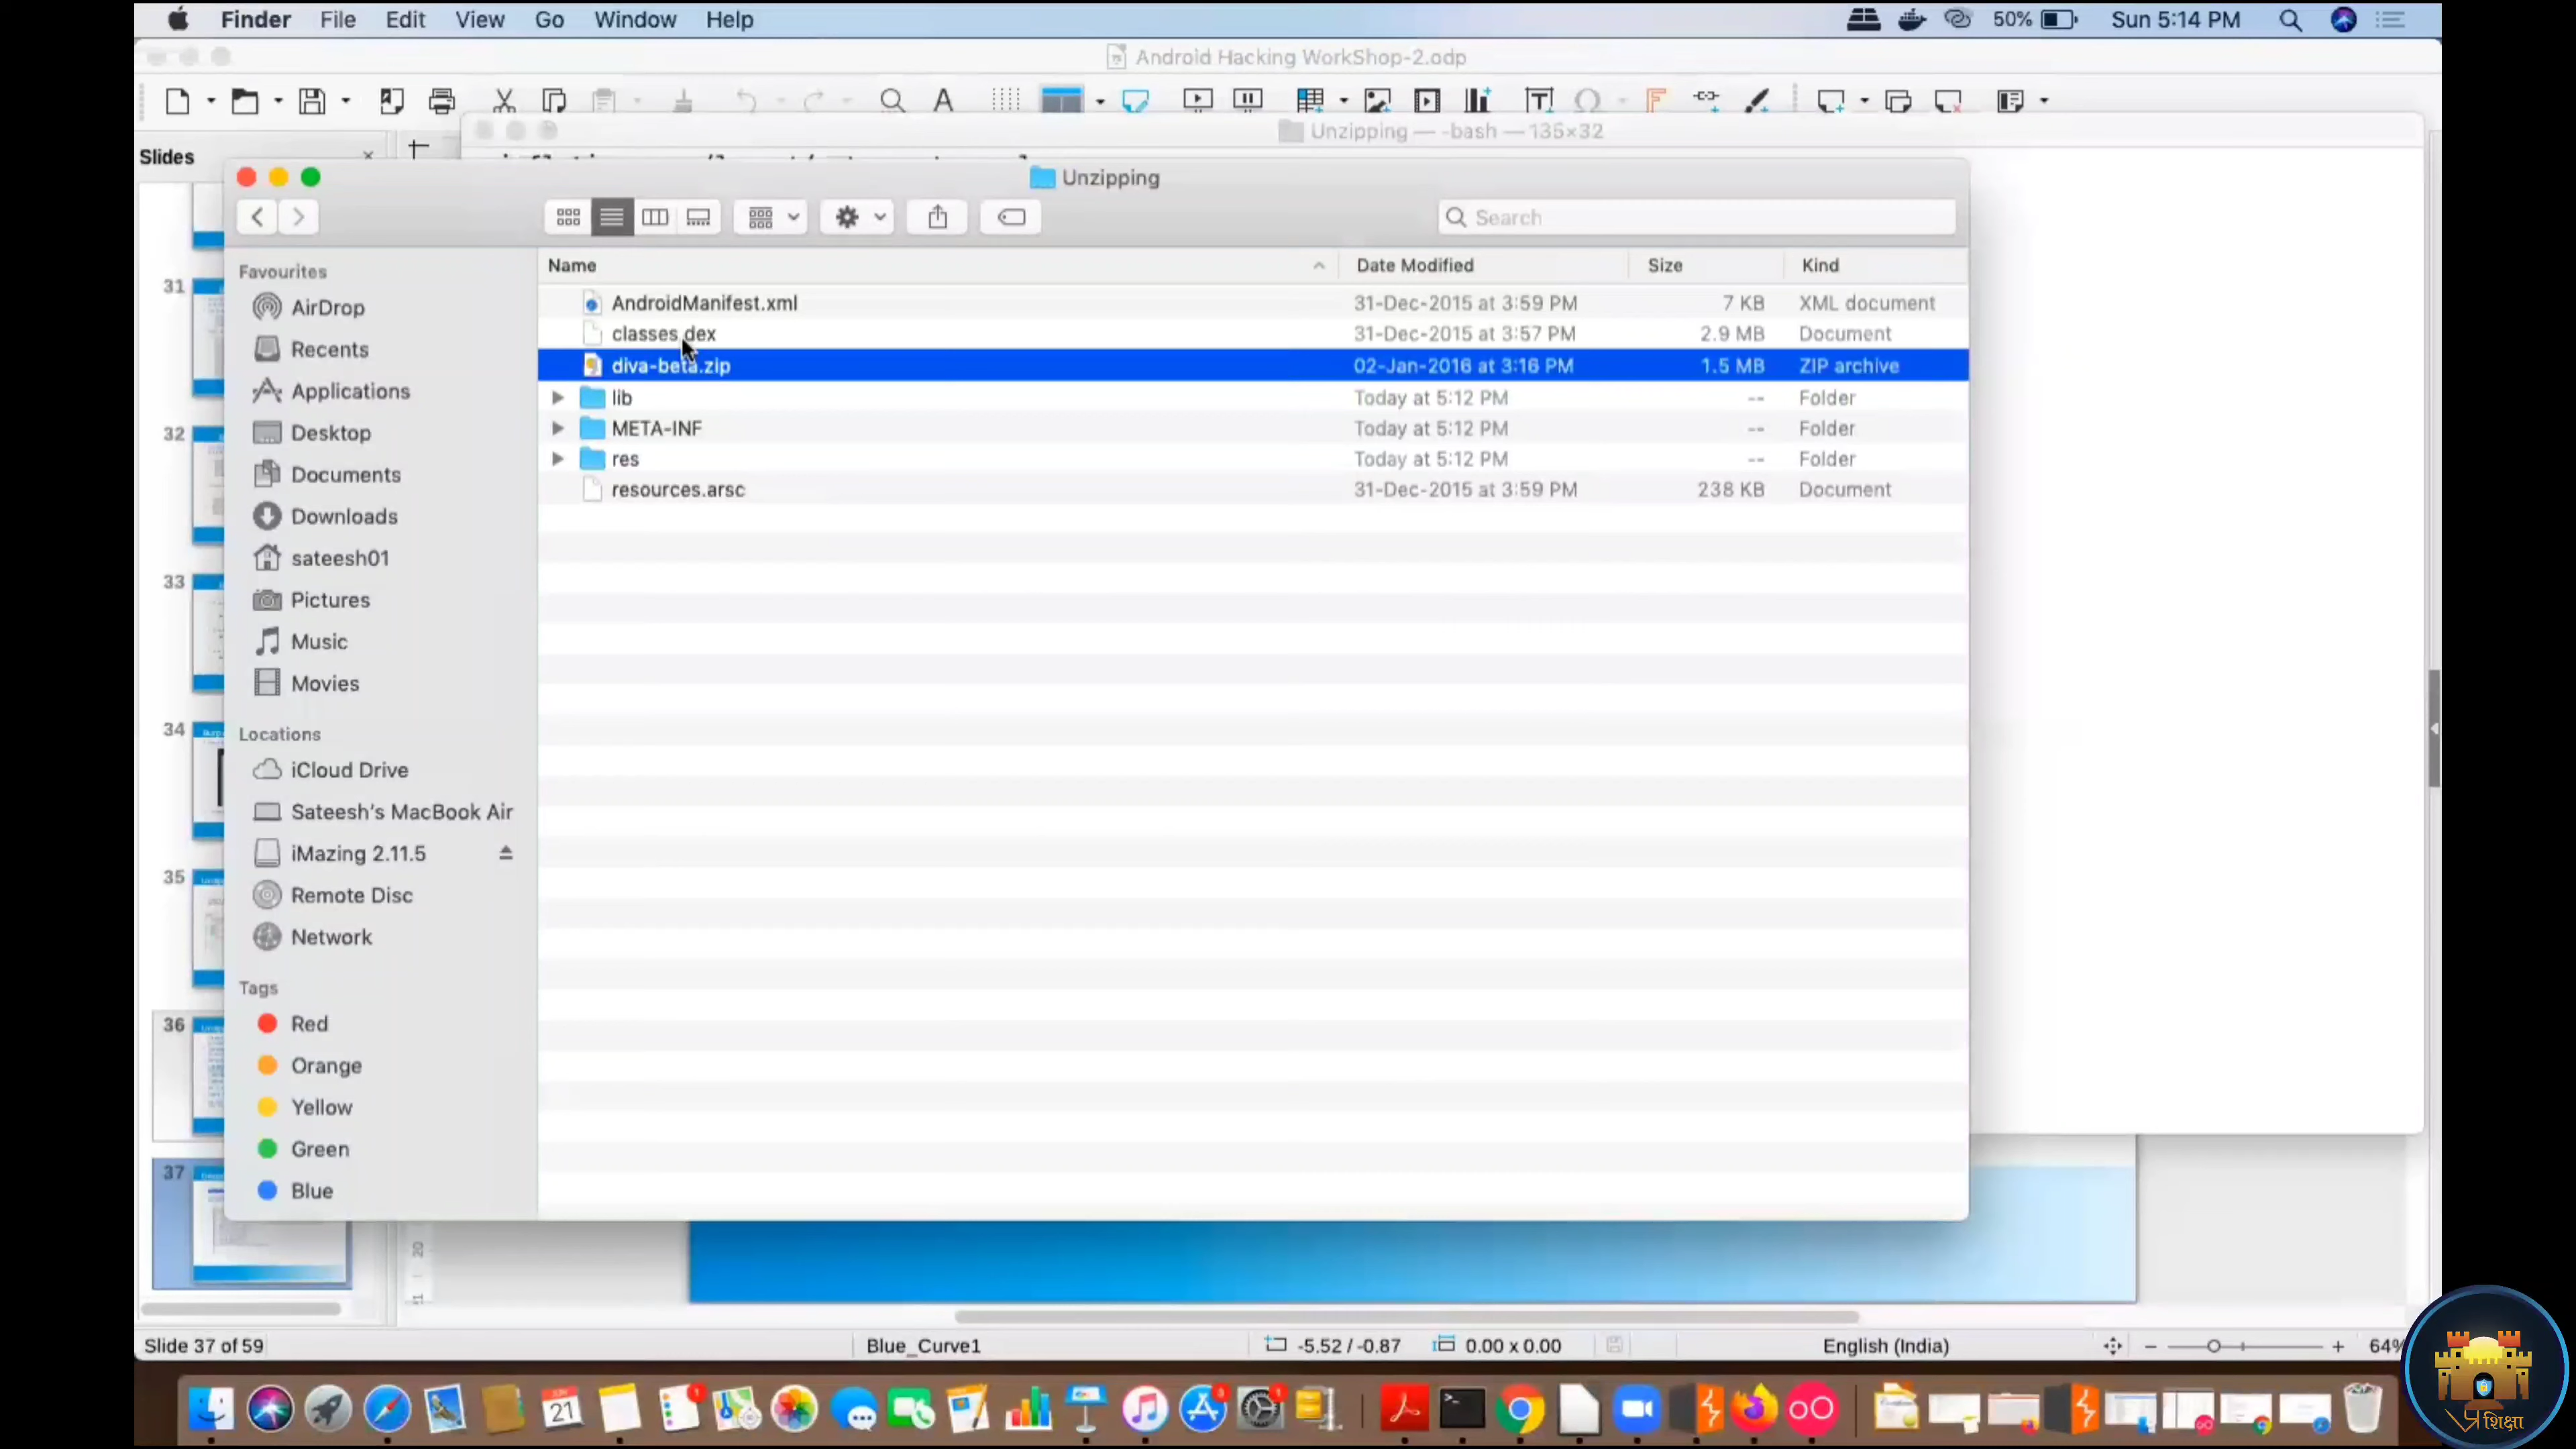 Finder File Edit View Go Window Help
50% Sun 5:14 PM
Android Hacking WorkShop-2.odp
Unzipping — -bash — 135×32
Slides
Unzipping
Search
Favourites
AirDrop
Recents
Applications
Desktop
Documents
Downloads
sateesh01
Pictures
Music
Movies
Locations
iCloud Drive
Sateesh's MacBook Air
iMazing 2.11.5
Remote Disc
Network
Tags
Red
Orange
Yellow
Green
Blue
Name Date Modified Size Kind
AndroidManifest.xml 31-Dec-2015 at 3:59 PM 7 KB XML document
classes.dex 31-Dec-2015 at 3:57 PM 2.9 MB Document
diva-beta.zip 02-Jan-2016 at 3:16 PM 1.5 MB ZIP archive
lib Today at 5:12 PM -- Folder
META-INF Today at 5:12 PM -- Folder
res Today at 5:12 PM -- Folder
resources.arsc 31-Dec-2015 at 3:59 PM 238 KB Document
31
32
33
34
35
36
37
20
Slide 37 of 59 Blue_Curve1 -5.52 / -0.87 0.00 x 0.00 English (India) 64%
21
शिक्षा